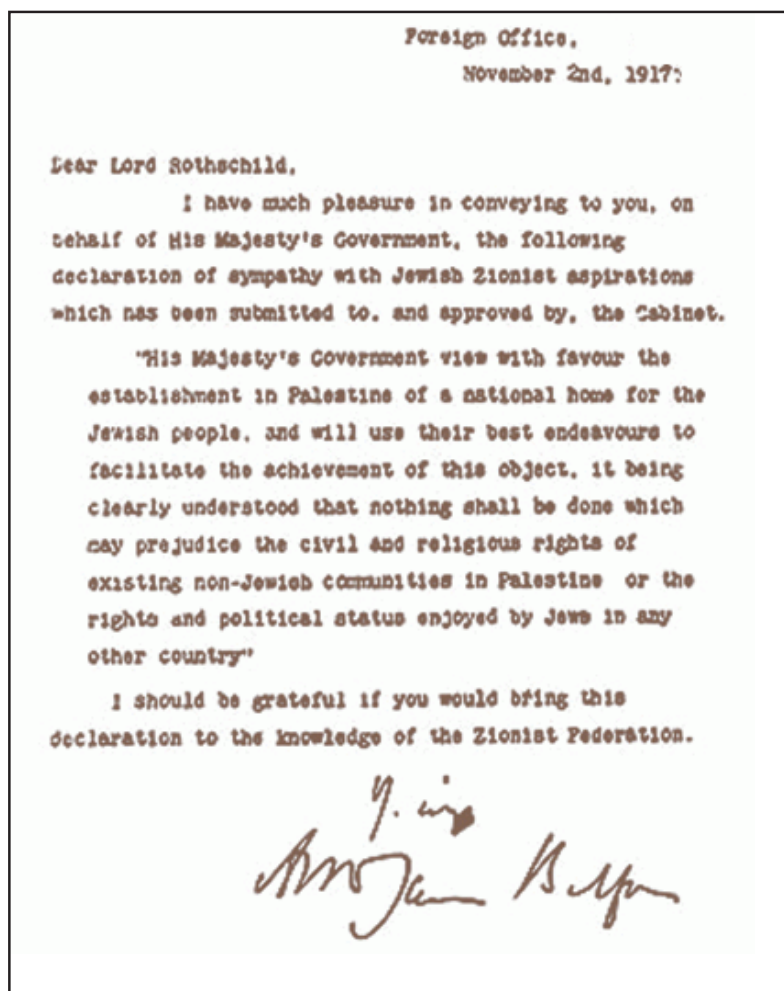 Foreign Office,
November 2nd, 1917.
Dear Lord Rothschild,
I have much pleasure in conveying to you, on
behalf of His Majesty's Government, the following
declaration of sympathy with Jewish Zionist aspirations
which has been submitted to, and approved by, the Cabinet.
"His Majesty's Government view with favour the
establishment in Palestine of a national home for the
Jewish people, and will use their best endeavours to
facilitate the achievement of this object, it being
clearly understood that nothing shall be done which
may prejudice the civil and religious rights of
existing non-Jewish communities in Palestine or the
rights and political status enjoyed by Jews in any
other country"
I should be grateful if you would bring this
declaration to the knowledge of the Zionist Federation.
Arthur James Balfour